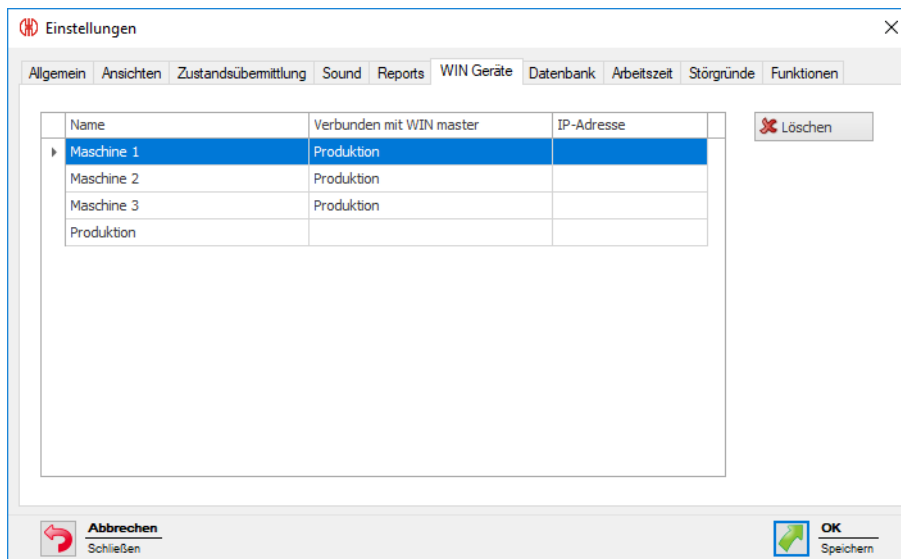 Einstellungen
Allgemein Ansichten Zustandsübermittlung Sound Reports WIN Geräte Datenbank Arbeitszeit Störgründe Funktionen
Name Verbunden mit WIN master IP-Adresse
Löschen
Maschine 1 Produktion
Maschine 2 Produktion
Maschine 3 Produktion
Produktion
Abbrechen
Schließen
OK
Speichern